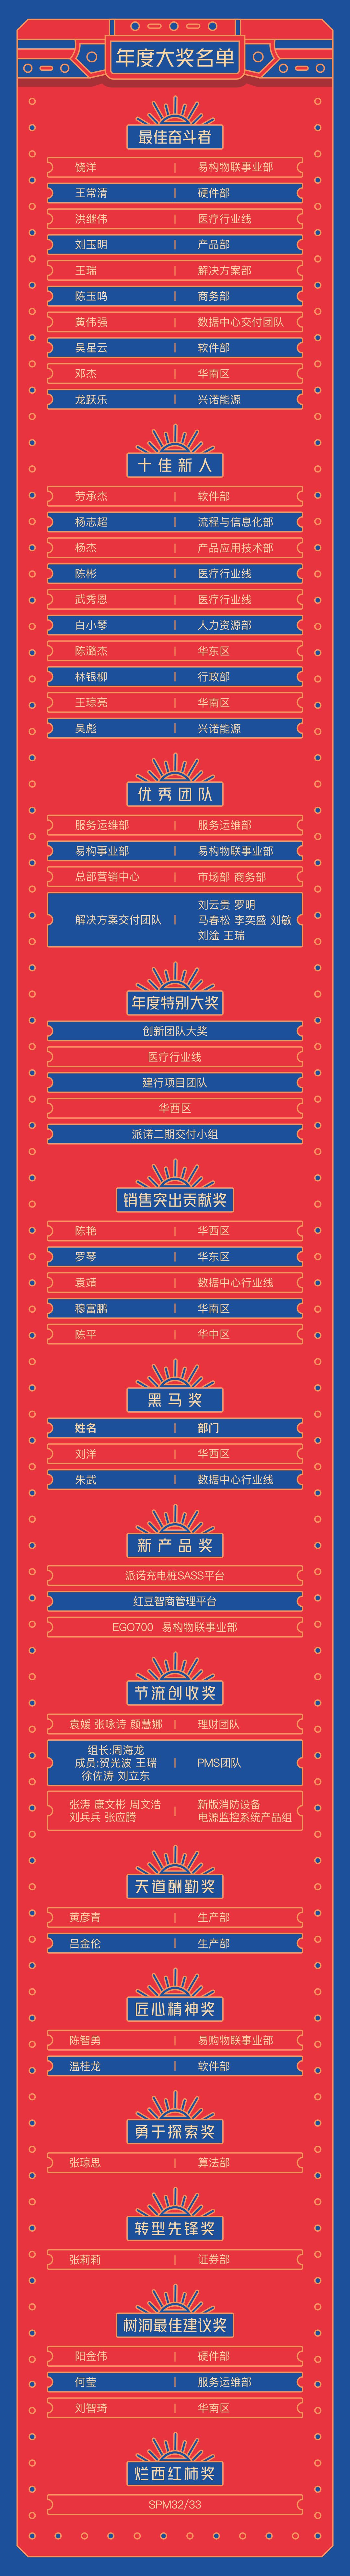 年度大奖名单
最佳奋斗者
饶洋 | 易构物联事业部
王常清 | 硬件部
洪继伟 | 医疗行业线
刘玉明 | 产品部
王瑞 | 解决方案部
陈玉鸣 | 商务部
黄伟强 | 数据中心交付团队
吴星云 | 软件部
邓杰 | 华南区
龙跃乐 | 兴诺能源
十佳新人
劳承杰 | 软件部
杨志超 | 流程与信息化部
杨杰 | 产品应用技术部
陈彬 | 医疗行业线
武秀恩 | 医疗行业线
白小琴 | 人力资源部
陈潞杰 | 华东区
林银柳 | 行政部
王琼亮 | 华南区
吴彪 | 兴诺能源
优秀团队
服务运维部 | 服务运维部
易构事业部 | 易构物联事业部
总部营销中心 | 市场部 商务部
解决方案交付团队 | 刘云贵 罗明
马春松 李奕盛 刘敏
刘淦 王瑞
年度特别大奖
创新团队大奖
医疗行业线
建行项目团队
华西区
派诺二期交付小组
销售突出贡献奖
陈艳 | 华西区
罗琴 | 华东区
袁靖 | 数据中心行业线
穆富鹏 | 华南区
陈平 | 华中区
黑马奖
姓名 | 部门
刘洋 | 华西区
朱武 | 数据中心行业线
新产品奖
派诺充电桩SASS平台
红豆智商管理平台
EGO700 易构物联事业部
节流创收奖
袁媛 张咏诗 颜慧娜 | 理财团队
组长:周海龙
成员:贺光波 王瑞 | PMS团队
徐佐涛 刘立东
张涛 康文彬 周文浩 | 新版消防设备
刘兵兵 张应腾 | 电源监控系统产品组
天道酬勤奖
黄彦青 | 生产部
吕金伦 | 生产部
匠心精神奖
陈智勇 | 易购物联事业部
温桂龙 | 软件部
勇于探索奖
张琼思 | 算法部
转型先锋奖
张莉莉 | 证券部
树洞最佳建议奖
阳金伟 | 硬件部
何莹 | 服务运维部
刘智琦 | 华南区
烂西红柿奖
SPM32/33